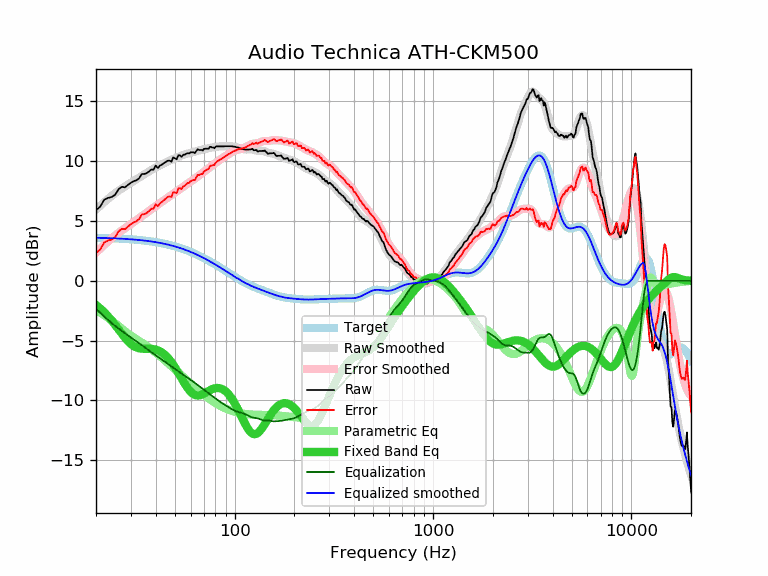 Audio Technica ATH-CKM500
15
10
5
0
−5
−10
−15
Amplitude (dBr)
Target
Raw Smoothed
Error Smoothed
Raw
Error
Parametric Eq
Fixed Band Eq
Equalization
Equalized smoothed
100
1000
10000
Frequency (Hz)